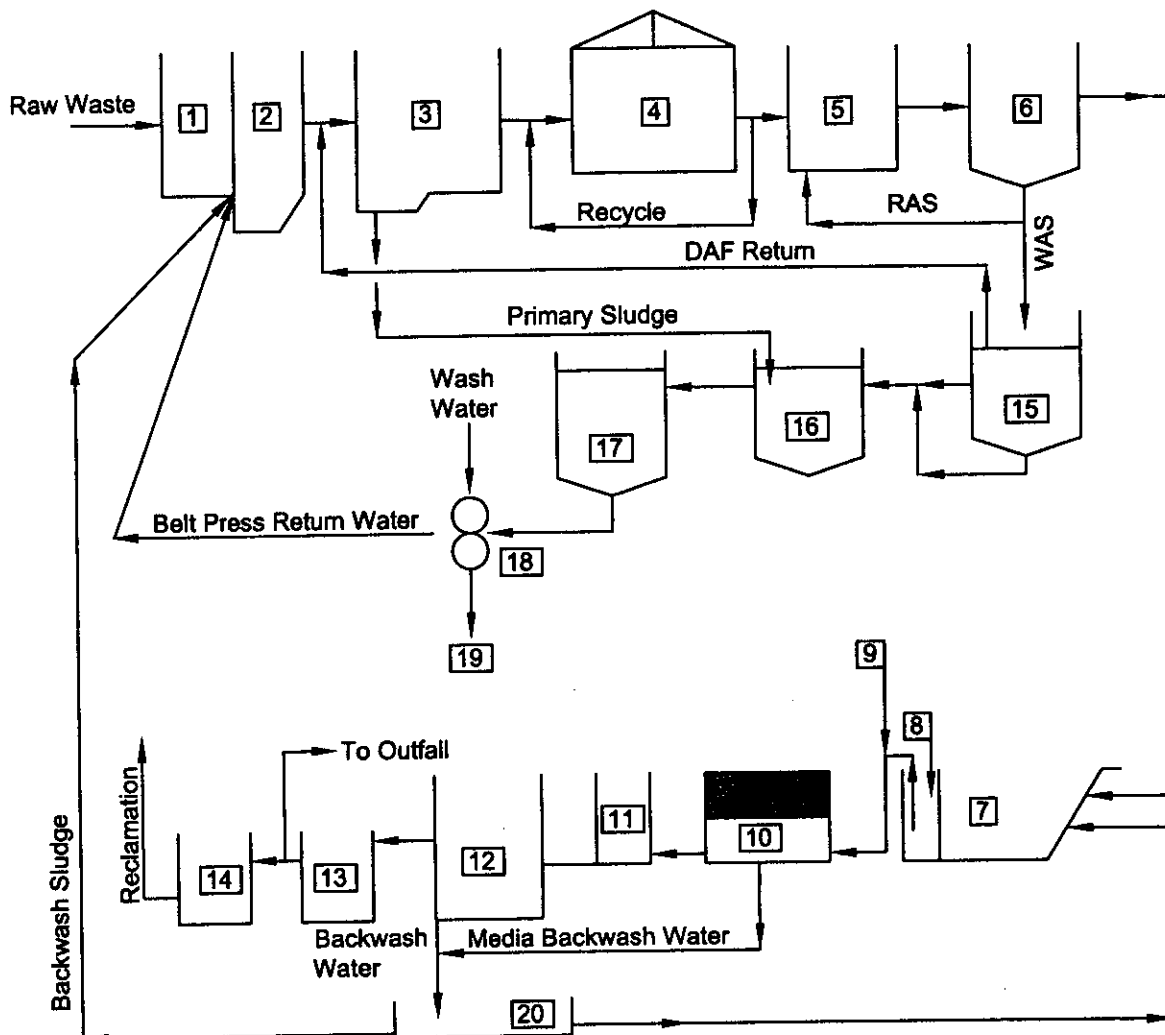 Raw Waste
1
2
3
4
5
6
Recycle
RAS
WAS
DAF Return
Primary Sludge
Wash
Water
17
16
15
Belt Press Return Water
18
19
9
8
To Outfall
Reclamation
Backwash Sludge
14
13
12
11
10
7
Backwash
Water
Media Backwash Water
20